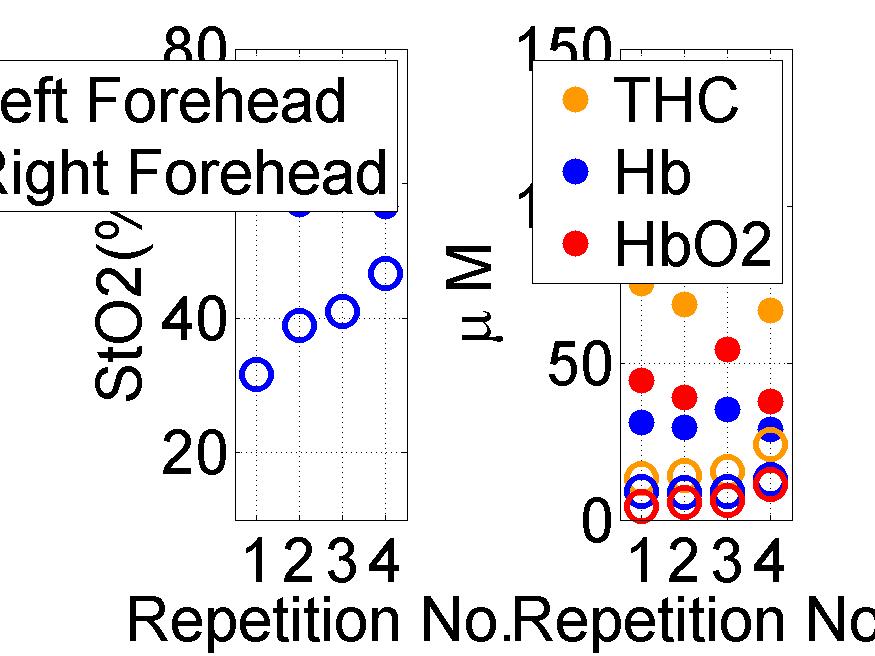 80
eft Forehead
Right Forehead
StO2(%
40
20
1 2 3 4
Repetition No.
150
THC
Hb
HbO2
μ M
50
0
1 2 3 4
Repetition No